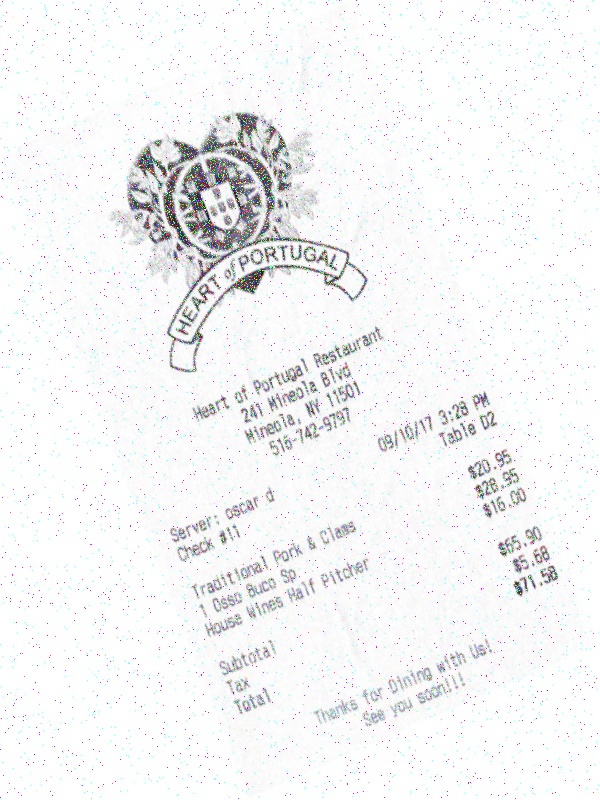 HEART of PORTUGAL
Heart of Portugal Restaurant
241 Mineola Blvd
Mineola, NY 11501
516-742-9797
09/10/17 3:28 PM
Server: oscar d Table D2
Check #11
Traditional Pork & Clams $20.95
1 Osso Buco Sp $28.95
House Wines Half Pitcher $16.00
Subtotal $65.90
Tax $5.68
Total $71.58
Thanks for Dining with Us!
See you soon!!!